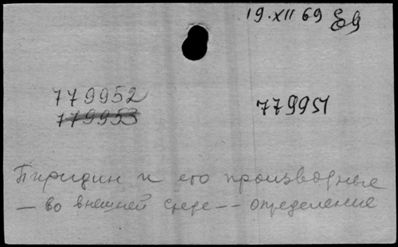 19.XII 69
779952
779953
779951
Пиридин и его производные
— во внешней среде -- определение